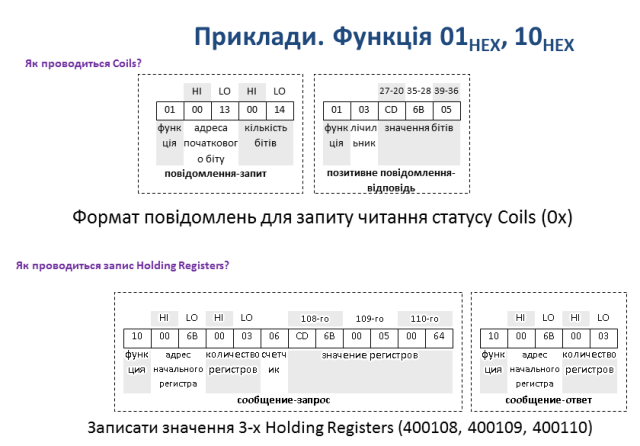 Приклади. Функція 01HEX, 10HEX
Як проводиться Coils?
HI LO HI LO
01 00 13 00 14
функ ція
адреса початкового біту
кількість бітів
повідомлення-запит
27-20 35-28 39-36
01 03 CD 6B 05
функ ція
лічильник
значення бітів
позитивне повідомлення-
відповідь
Формат повідомлень для запиту читання статусу Coils (0x)
Як проводиться запис Holding Registers?
HI LO HI LO 108-го 109-го 110-го
10 00 6B 00 03 06 CD 6B 00 05 00 64
функ ция
адрес начального регистра
количество регистров
счетч ик
значение регистров
сообщение-запрос
HI LO HI LO
10 00 6B 00 03
функ ция
адрес начального регистра
количество регистров
сообщение-ответ
Записати значення 3-х Holding Registers (400108, 400109, 400110)